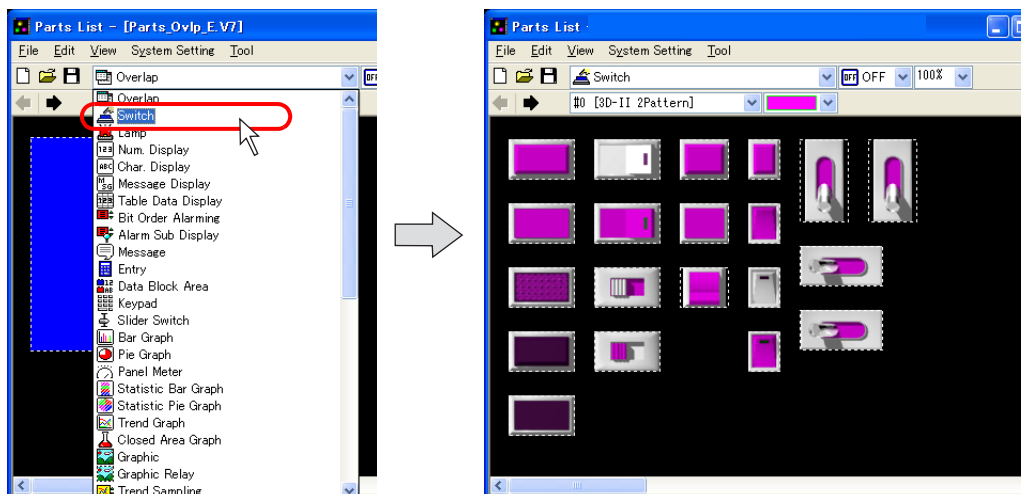 Parts List - [Parts_Ovlp_E.V7]
File Edit View System Setting Tool
Overlap
Overlap
Switch
Lamp
Num. Display
Char. Display
Message Display
Table Data Display
Bit Order Alarming
Alarm Sub Display
Message
Entry
Data Block Area
Keypad
Slider Switch
Bar Graph
Pie Graph
Panel Meter
Statistic Bar Graph
Statistic Pie Graph
Trend Graph
Closed Area Graph
Graphic
Graphic Relay
Trend Sampling
Parts List
File Edit View System Setting Tool
Switch OFF OFF 100%
#0 [3D-II 2Pattern]